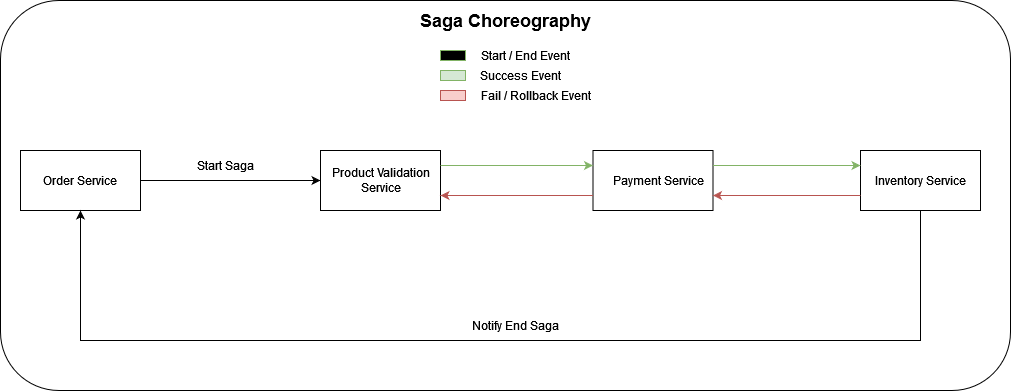 Saga Choreography
Start / End Event
Success Event
Fail / Rollback Event
Start Saga
Order Service
Product Validation
Service
Payment Service
Inventory Service
Notify End Saga